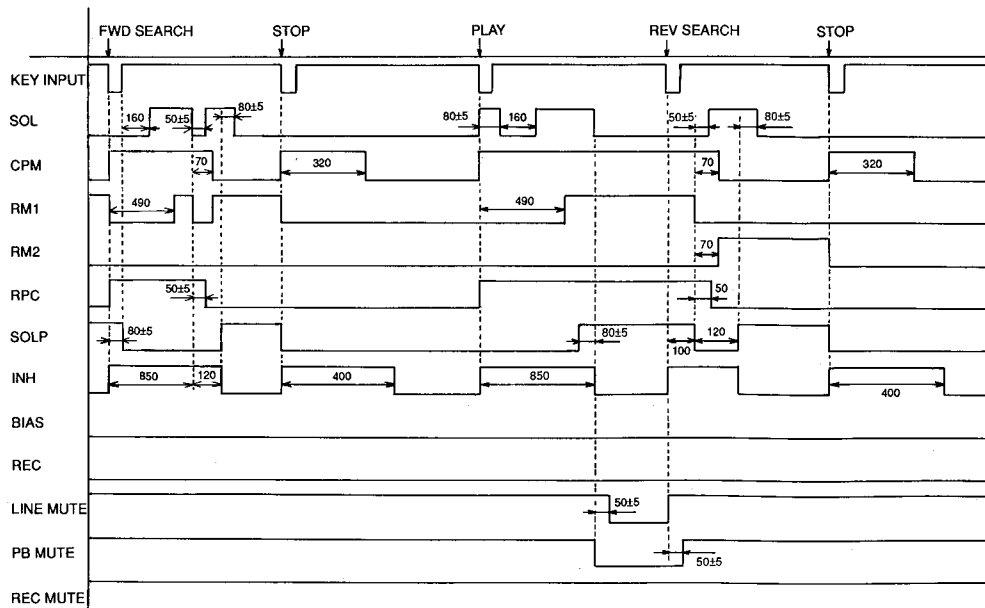 FWD SEARCH STOP PLAY REV SEARCH STOP
KEY INPUT
SOL 160 50±5 80±5 80±5 160 50±5 80±5
CPM 70 320 70 320
RM1 490 490
RM2 70
RPC 50±5 50
SOLP 80±5 80±5 100 120
INH 850 120 400 850 400
BIAS
REC
LINE MUTE 50±5
PB MUTE 50±5
REC MUTE